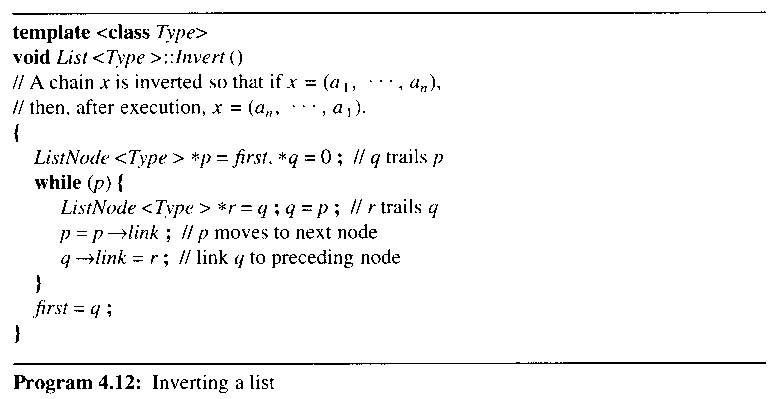 template <class Type>
void List <Type>::Invert ()
// A chain x is inverted so that if x = (a1, ··· , an),
// then, after execution, x = (an, ··· , a1).
{
ListNode <Type> *p = first, *q = 0 ; // q trails p
while (p) {
ListNode <Type> *r = q ; q = p ; // r trails q
p = p →link ; // p moves to next node
q →link = r ; // link q to preceding node
}
first = q ;
}
Program 4.12: Inverting a list